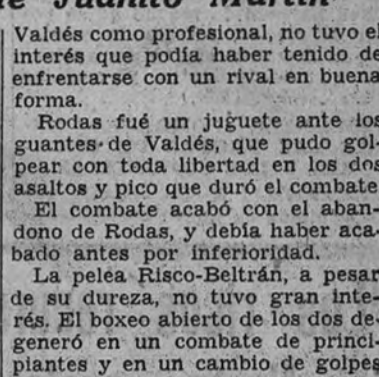 de Juanito Martín
Valdés como profesional, no tuvo el
interés que podía haber tenido de
enfrentarse con un rival en buena
forma.
Rodas fué un juguete ante los
guantes de Valdés, que pudo gol-
pear con toda libertad en los dos
asaltos y pico que duró el combate
El combate acabó con el aban-
dono de Rodas, y debía haber aca-
bado antes por inferioridad.
La pelea Risco-Beltrán, a pesar
de su dureza, no tuvo gran inte-
rés. El boxeo abierto de los dos de-
generó en un combate de princi-
piantes y en un cambio de golpes